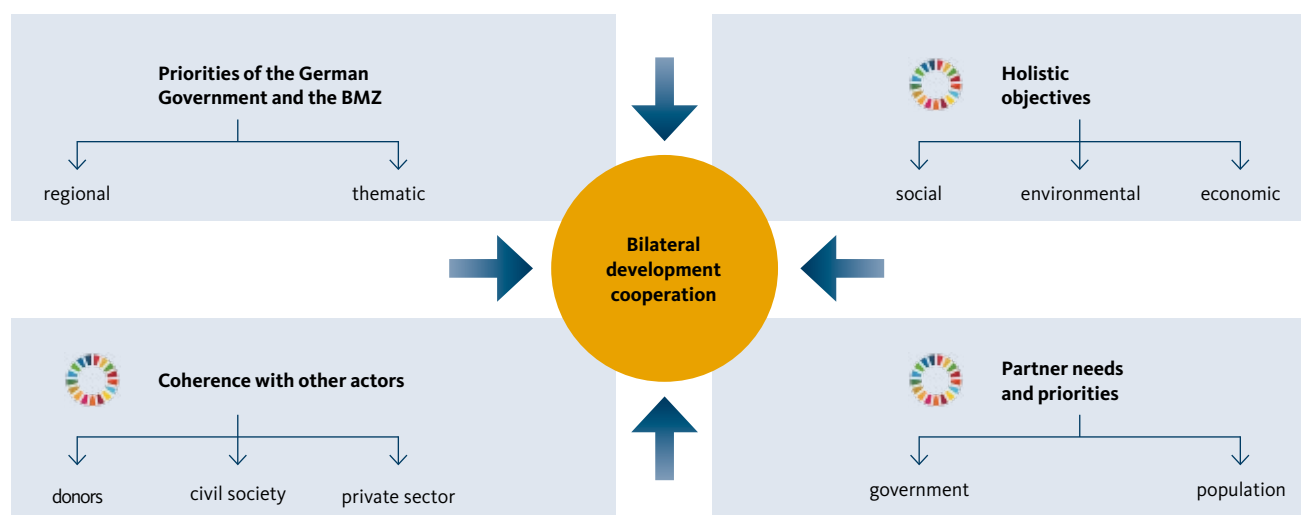 Priorities of the German
Government and the BMZ
regional
thematic
Holistic
objectives
social
environmental
economic
Bilateral
development
cooperation
Coherence with other actors
donors
civil society
private sector
Partner needs
and priorities
government
population